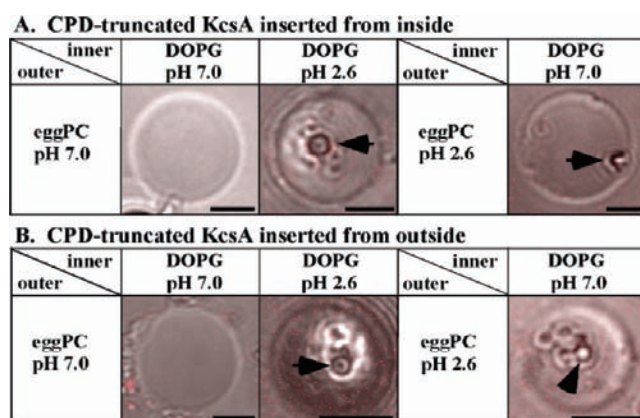 A. CPD-truncated KcsA inserted from inside
inner
outer
DOPG
pH 7.0
DOPG
pH 2.6
inner
outer
DOPG
pH 7.0
eggPC
pH 7.0
eggPC
pH 2.6
B. CPD-truncated KcsA inserted from outside
inner
outer
DOPG
pH 7.0
DOPG
pH 2.6
inner
outer
DOPG
pH 7.0
eggPC
pH 7.0
eggPC
pH 2.6